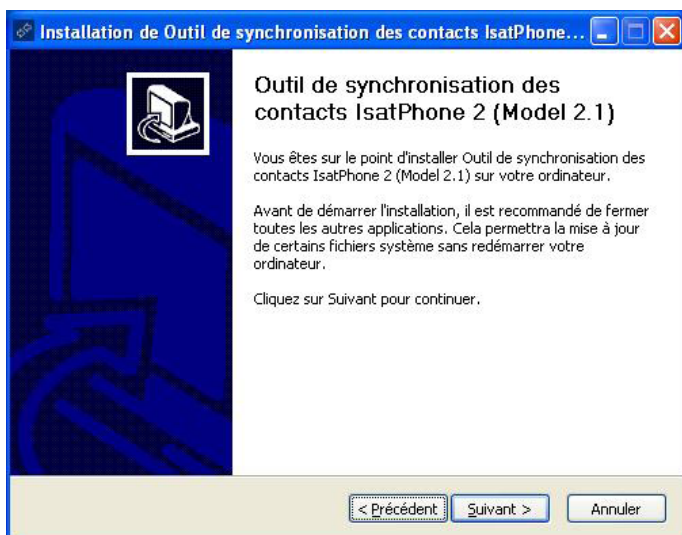 Installation de Outil de synchronisation des contacts IsatPhone...
Outil de synchronisation des
contacts IsatPhone 2 (Model 2.1)
Vous êtes sur le point d'installer Outil de synchronisation des
contacts IsatPhone 2 (Model 2.1) sur votre ordinateur.
Avant de démarrer l'installation, il est recommandé de fermer
toutes les autres applications. Cela permettra la mise à jour
de certains fichiers système sans redémarrer votre
ordinateur.
Cliquez sur Suivant pour continuer.
< Précédent Suivant > Annuler